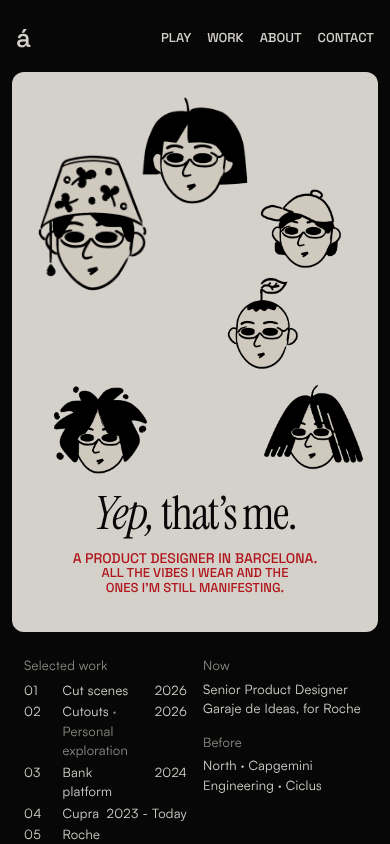 á
PLAY WORK ABOUT CONTACT
Yep, that's me.
A PRODUCT DESIGNER IN BARCELONA.
ALL THE VIBES I WEAR AND THE
ONES I'M STILL MANIFESTING.
Selected work
01 Cut scenes 2026
02 Cutouts - 2026
Personal
exploration
03 Bank 2024
platform
04 Cupra 2023 - Today
05 Roche
Now
Senior Product Designer
Garaje de Ideas, for Roche
Before
North · Capgemini
Engineering · Ciclus